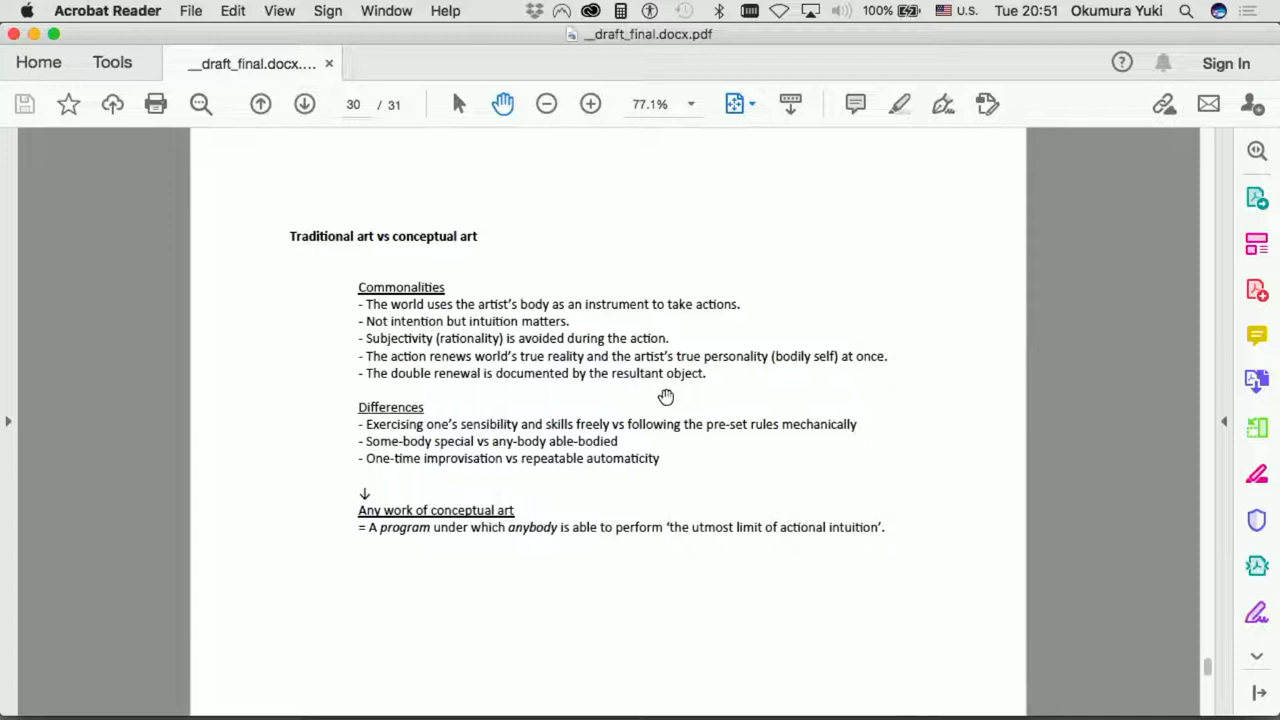 Acrobat Reader File Edit View Sign Window Help 100% U.S. Tue 20:51 Okumura Yuki
__draft_final.docx.pdf
Home Tools __draft_final.docx.... × Sign In
30 / 31 77.1%
Traditional art vs conceptual art
Commonalities
- The world uses the artist’s body as an instrument to take actions.
- Not intention but intuition matters.
- Subjectivity (rationality) is avoided during the action.
- The action renews world’s true reality and the artist’s true personality (bodily self) at once.
- The double renewal is documented by the resultant object.
Differences
- Exercising one’s sensibility and skills freely vs following the pre-set rules mechanically
- Some-body special vs any-body able-bodied
- One-time improvisation vs repeatable automaticity
↓
Any work of conceptual art
= A program under which anybody is able to perform ‘the utmost limit of actional intuition’.